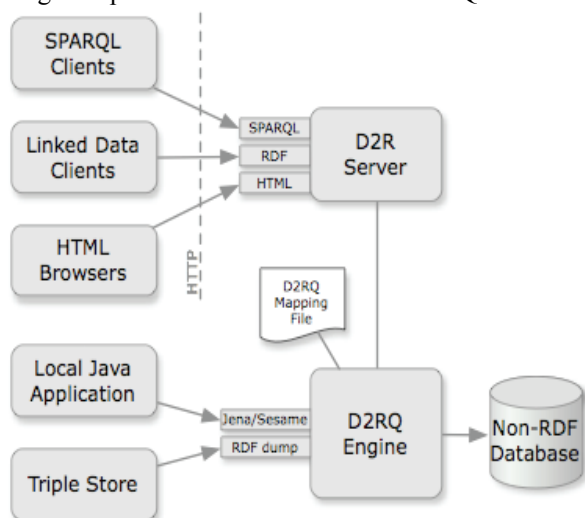 SPARQL
Clients
Linked Data
Clients
HTML
Browsers
HTTP
SPARQL
RDF
HTML
D2R
Server
D2RQ
Mapping
File
Local Java
Application
Triple Store
Jena/Sesame
RDF dump
D2RQ
Engine
Non-RDF
Database